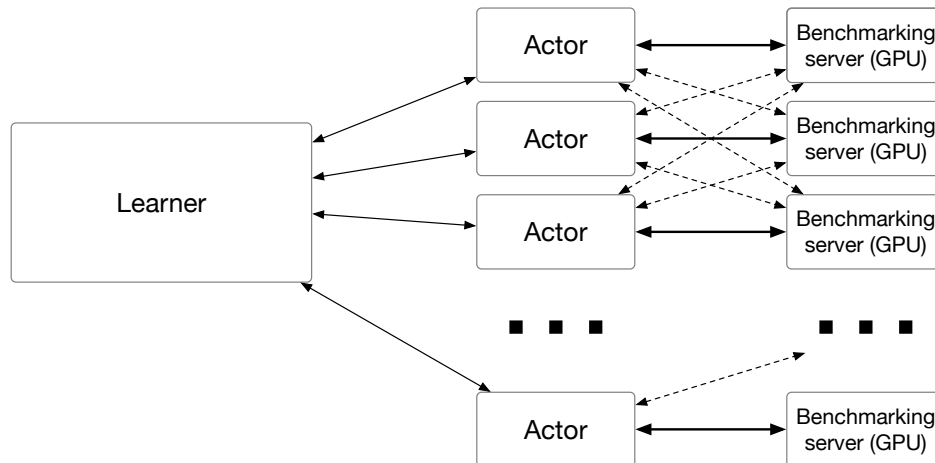 Actor
Benchmarking
server (GPU)
Actor
Benchmarking
server (GPU)
Learner
Actor
Benchmarking
server (GPU)
Actor
Benchmarking
server (GPU)